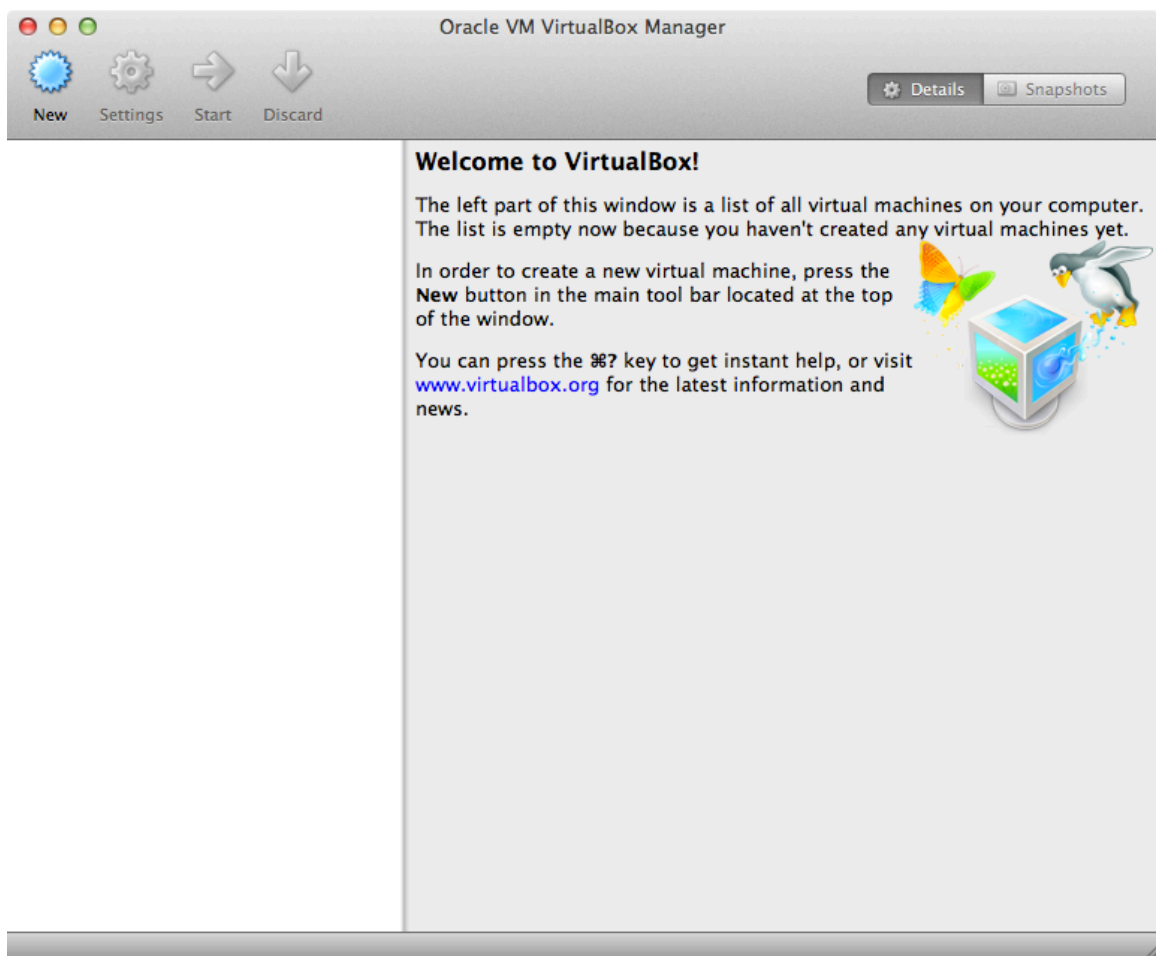 Oracle VM VirtualBox Manager
New Settings Start Discard
Details Snapshots
Welcome to VirtualBox!
The left part of this window is a list of all virtual machines on your computer.
The list is empty now because you haven't created any virtual machines yet.
In order to create a new virtual machine, press the
New button in the main tool bar located at the top
of the window.
You can press the ⌘? key to get instant help, or visit
www.virtualbox.org for the latest information and
news.